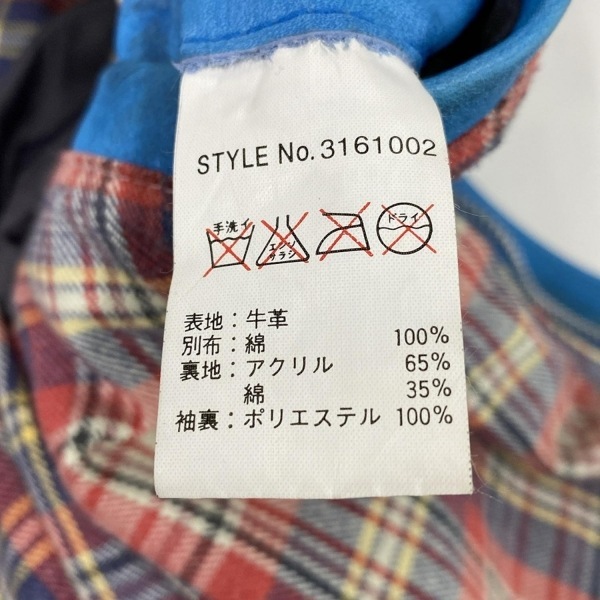 STYLE No. 3161002
手洗イ エンソ サラシ ドライ
表地：牛革
別布：綿 100%
裏地：アクリル 65%
綿 35%
袖裏：ポリエステル 100%